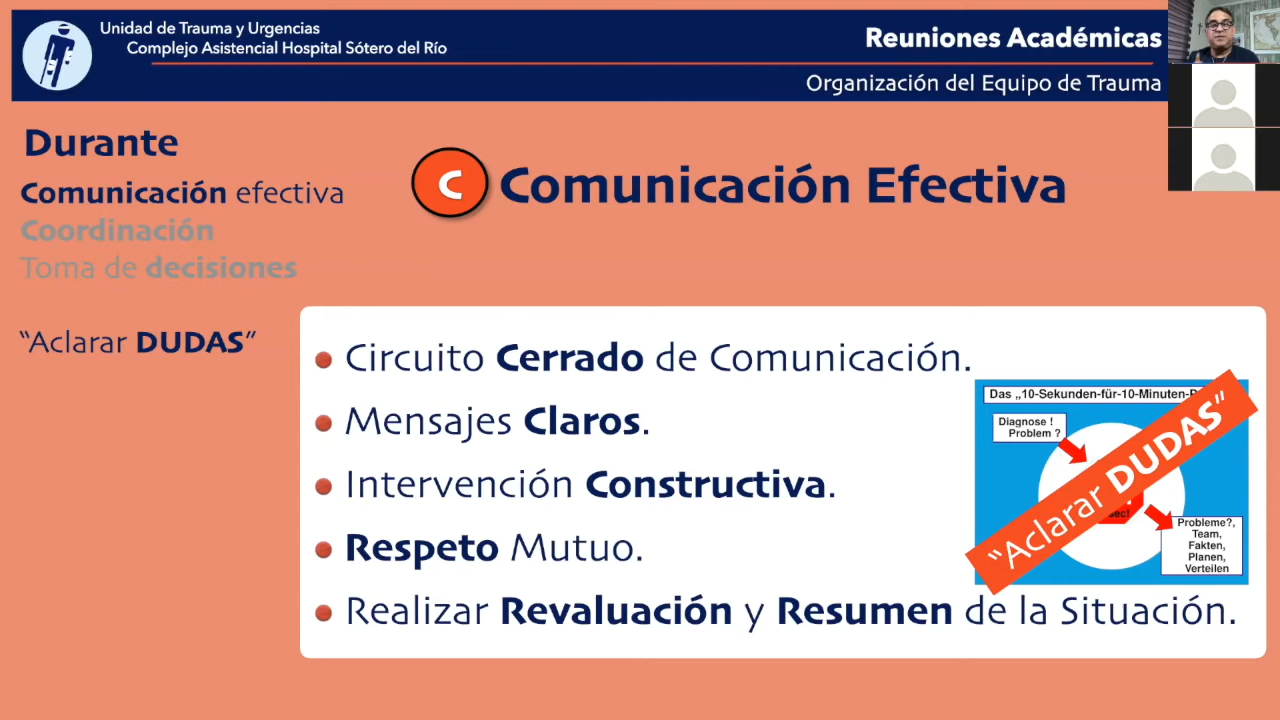 Unidad de Trauma y Urgencias
Complejo Asistencial Hospital Sótero del Río
Reuniones Académicas
Organización del Equipo de Trauma
Durante
Comunicación efectiva
Coordinación
Toma de decisiones
"Aclarar DUDAS"
C Comunicación Efectiva
Circuito Cerrado de Comunicación.
Mensajes Claros.
Intervención Constructiva.
Respeto Mutuo.
Realizar Revaluación y Resumen de la Situación.
Das „10-Sekunden-für-10-Minuten-
Diagnose !
Problem ?
"Aclarar DUDAS"
Probleme?,
Team,
Fakten,
Planen,
Verteilen